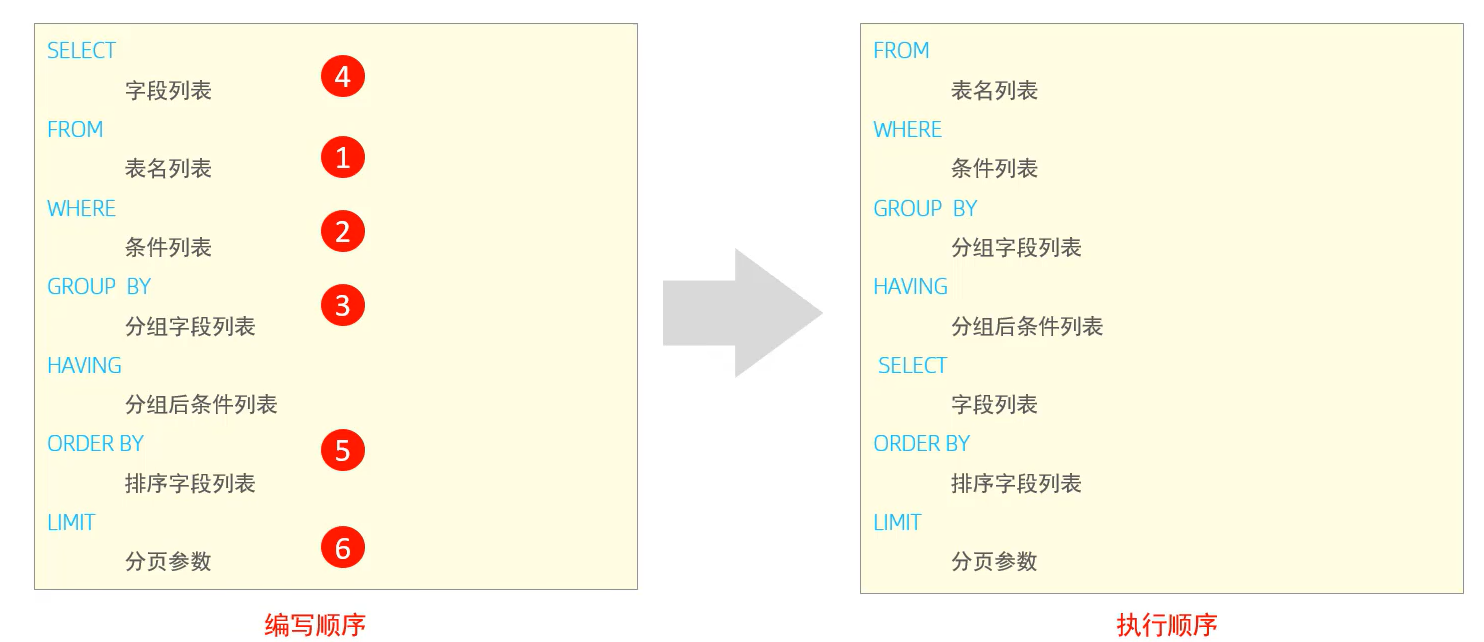 SELECT
字段列表
4
FROM
表名列表
1
WHERE
条件列表
2
GROUP BY
分组字段列表
3
HAVING
分组后条件列表
ORDER BY
排序字段列表
5
LIMIT
分页参数
6
编写顺序
FROM
表名列表
WHERE
条件列表
GROUP BY
分组字段列表
HAVING
分组后条件列表
SELECT
字段列表
ORDER BY
排序字段列表
LIMIT
分页参数
执行顺序